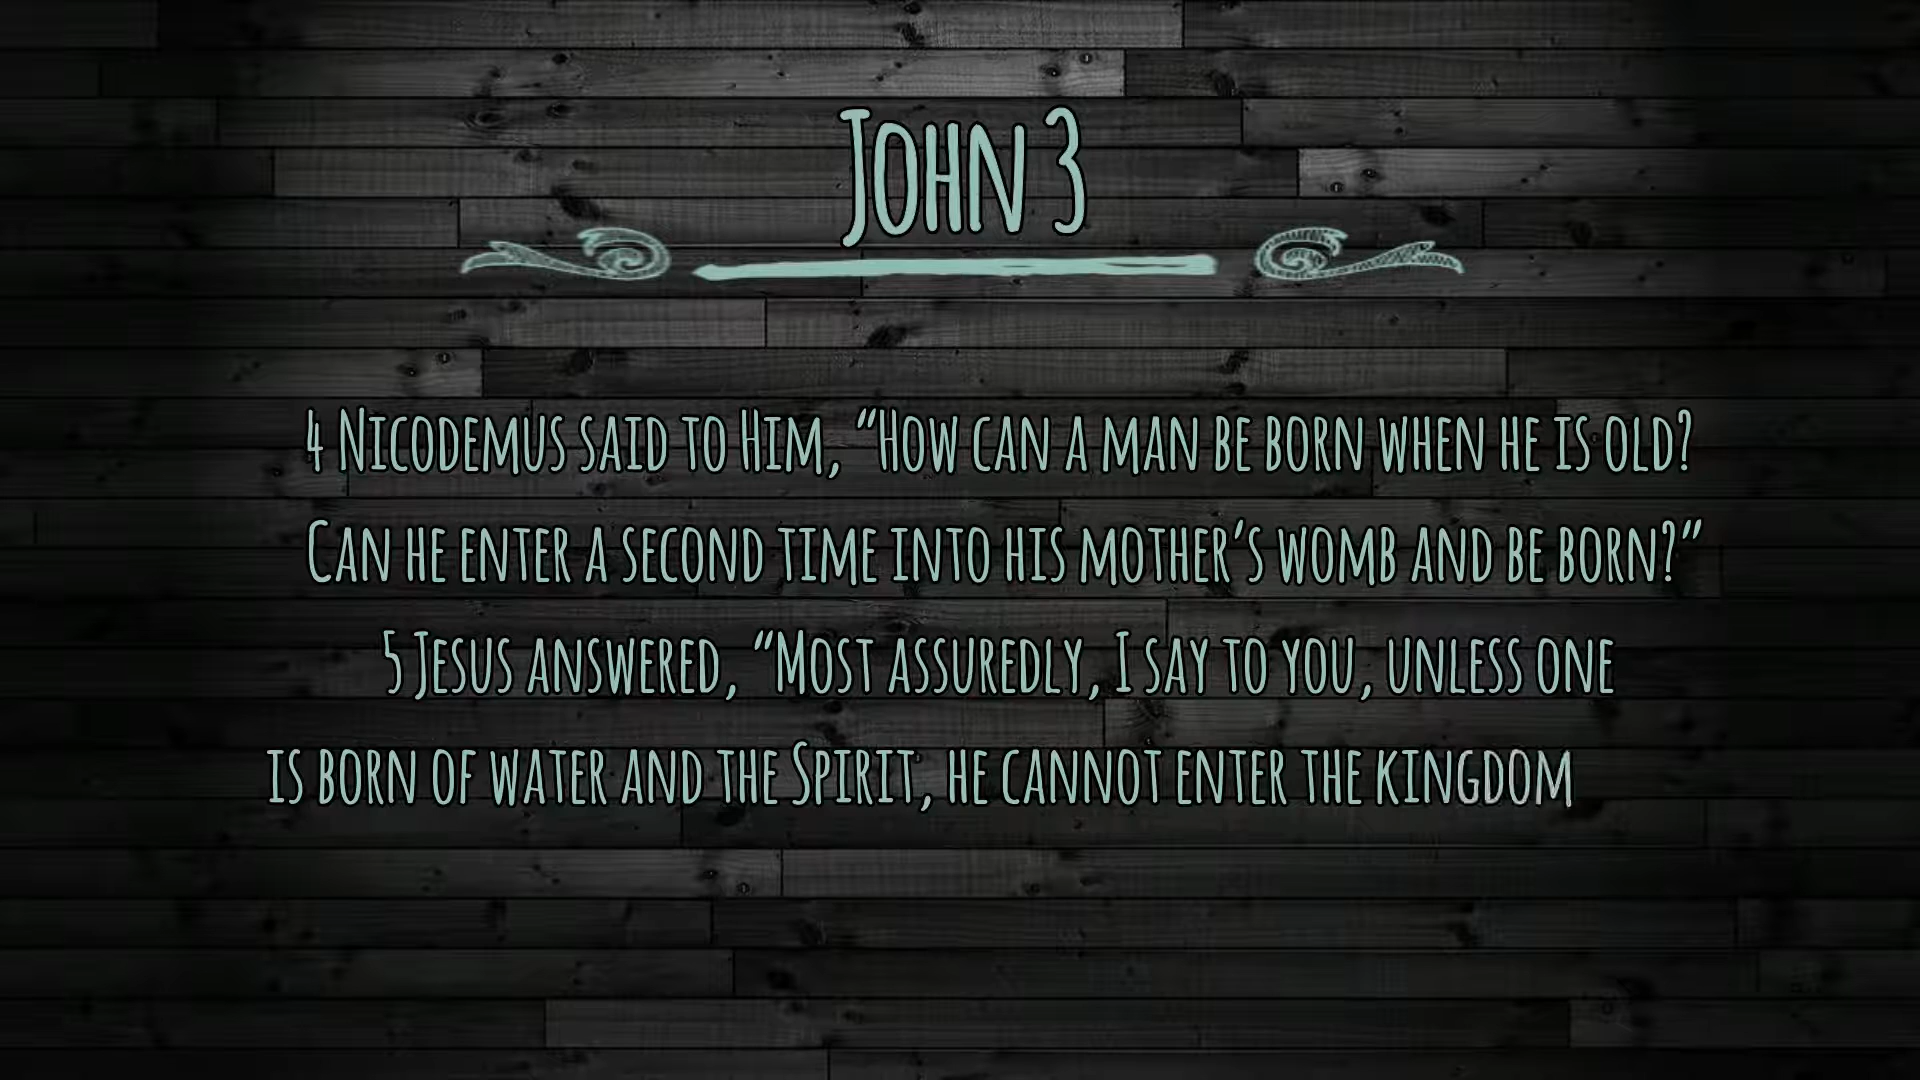 John 3
4 Nicodemus said to Him, “How can a man be born when he is old?
Can he enter a second time into his mother’s womb and be born?”
5 Jesus answered, “Most assuredly, I say to you, unless one
is born of water and the Spirit, he cannot enter the kingdom